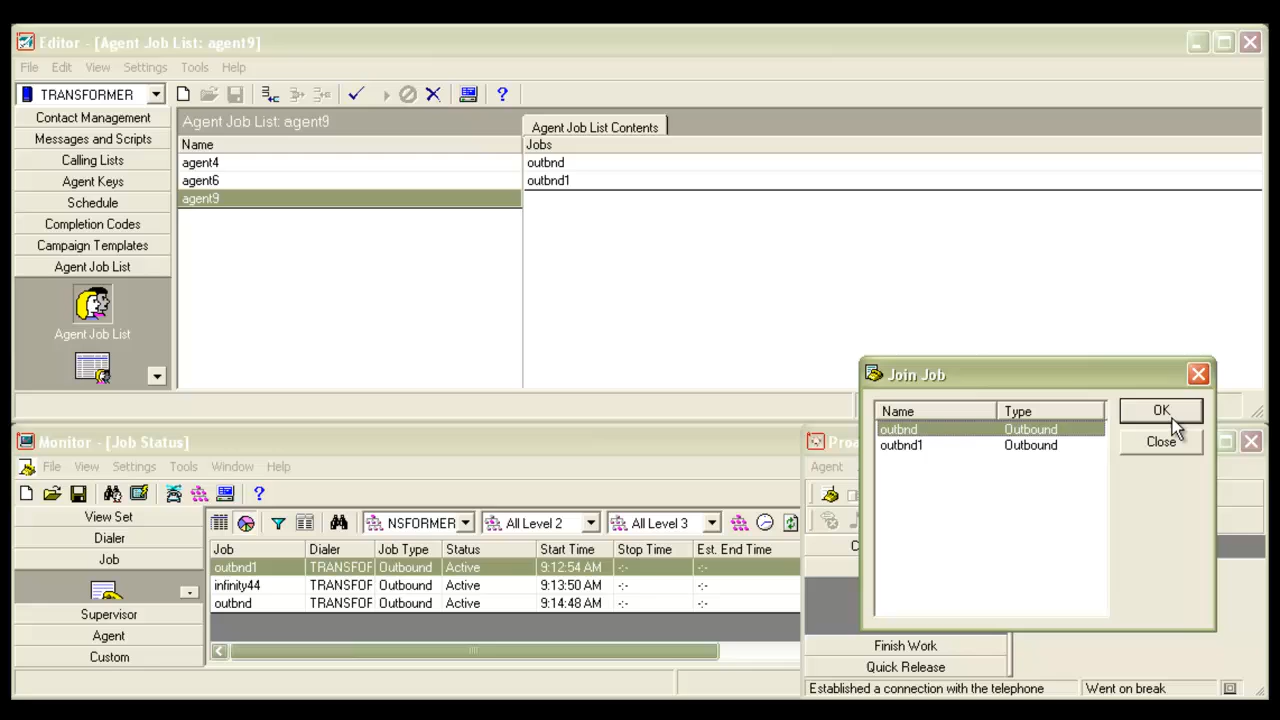 Editor - [Agent Job List: agent9]
File Edit View Settings Tools Help
TRANSFORMER
Contact Management
Messages and Scripts
Calling Lists
Agent Keys
Schedule
Completion Codes
Campaign Templates
Agent Job List
Agent Job List
Agent Job List: agent9
Name
agent4
agent6
agent9
Agent Job List Contents
Jobs
outbnd
outbnd1
Join Job
Name Type
outbnd Outbound
outbnd1 Outbound
OK
Close
Monitor - [Job Status]
File View Settings Tools Window Help
View Set
Dialer
Job
Supervisor
Agent
Custom
NSFORMER All Level 2 All Level 3
Job Dialer Job Type Status Start Time Stop Time Est. End Time
outbnd1 TRANSFOR Outbound Active 9:12:54 AM -:-  -:-
infinity44 TRANSFOR Outbound Active 9:13:50 AM -:-  -:-
outbnd TRANSFOR Outbound Active 9:14:48 AM -:-  -:-
Agent
Finish Work
Quick Release
Established a connection with the telephone Went on break